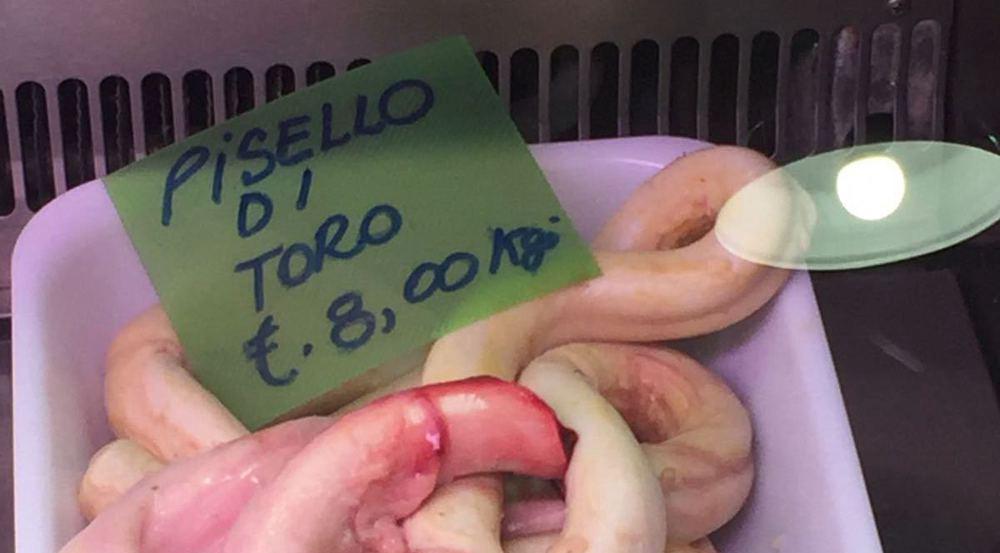 PiSELLO
DI
TORO
€. 8,00 Kg